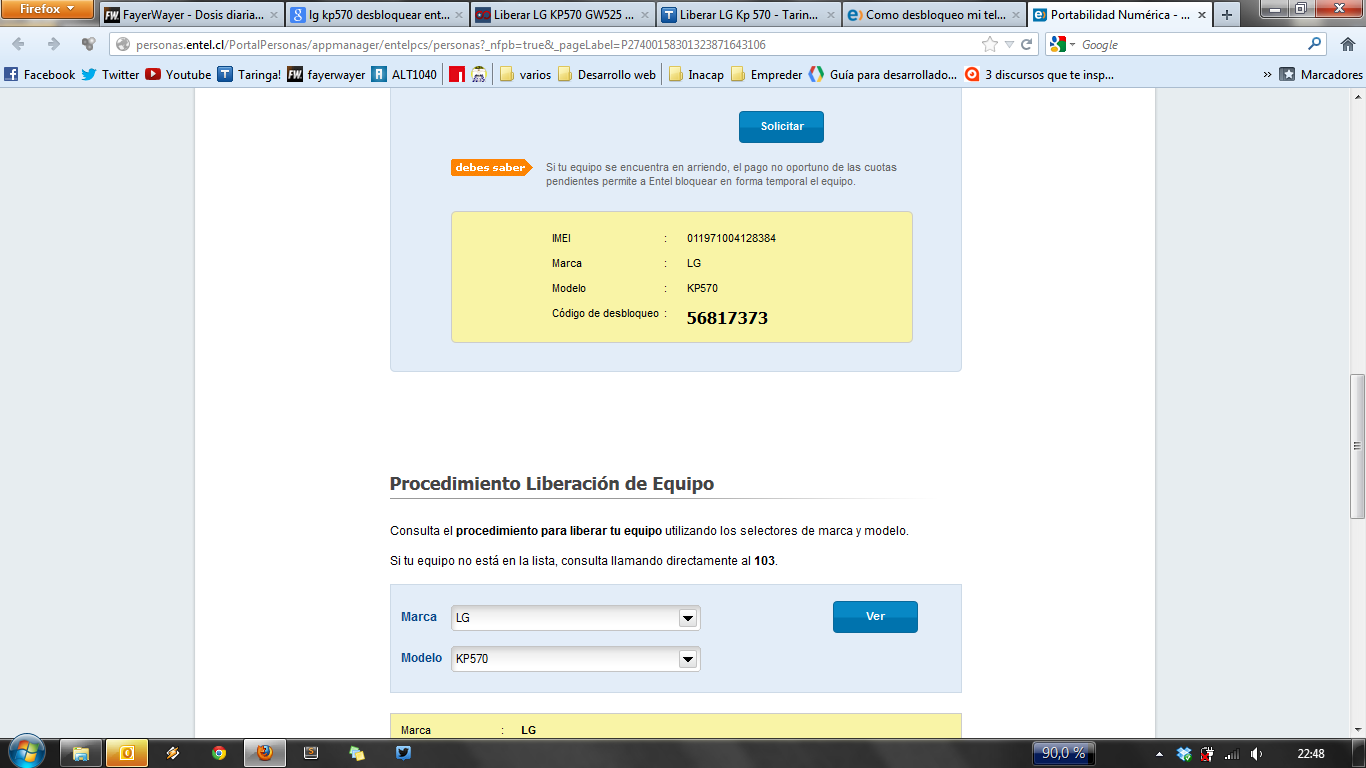 Firefox
FayerWayer - Dosis diaria...
lg kp570 desbloquear ent...
Liberar LG KP570 GW525 ...
Liberar LG Kp 570 - Tarin...
Como desbloqueo mi tel...
Portabilidad Numérica - ...
personas.entel.cl/PortalPersonas/appmanager/entelpcs/personas?_nfpb=true&_pageLabel=P27400158301323871643106
Google
Facebook
Twitter
Youtube
Taringa!
fayerwayer
ALT1040
varios
Desarrollo web
Inacap
Empreder
Guía para desarrollado...
3 discursos que te insp...
Marcadores
Solicitar
debes saber
Si tu equipo se encuentra en arriendo, el pago no oportuno de las cuotas
pendientes permite a Entel bloquear en forma temporal el equipo.
IMEI : 011971004128384
Marca : LG
Modelo : KP570
Código de desbloqueo : 56817373
Procedimiento Liberación de Equipo
Consulta el procedimiento para liberar tu equipo utilizando los selectores de marca y modelo.
Si tu equipo no está en la lista, consulta llamando directamente al 103.
Marca LG
Ver
Modelo KP570
Marca : LG
90,0 %
22:48